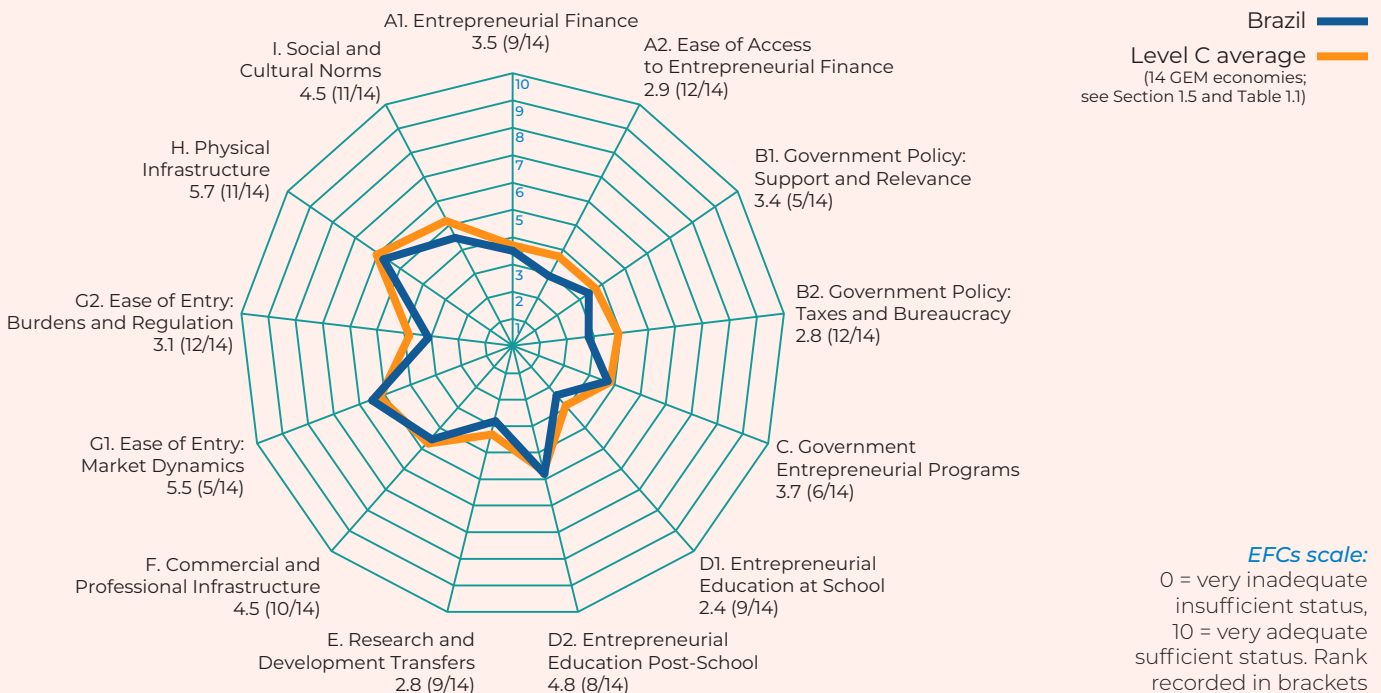 A1. Entrepreneurial Finance
3.5 (9/14)
A2. Ease of Access
to Entrepreneurial Finance
2.9 (12/14)
B1. Government Policy:
Support and Relevance
3.4 (5/14)
B2. Government Policy:
Taxes and Bureaucracy
2.8 (12/14)
C. Government
Entrepreneurial Programs
3.7 (6/14)
D1. Entrepreneurial
Education at School
2.4 (9/14)
D2. Entrepreneurial
Education Post-School
4.8 (8/14)
E. Research and
Development Transfers
2.8 (9/14)
F. Commercial and
Professional Infrastructure
4.5 (10/14)
G1. Ease of Entry:
Market Dynamics
5.5 (5/14)
G2. Ease of Entry:
Burdens and Regulation
3.1 (12/14)
H. Physical
Infrastructure
5.7 (11/14)
I. Social and
Cultural Norms
4.5 (11/14)
10
9
8
7
6
5
3
2
1
Brazil
Level C average
(14 GEM economies;
see Section 1.5 and Table 1.1)
EFCs scale:
0 = very inadequate
insufficient status,
10 = very adequate
sufficient status. Rank
recorded in brackets